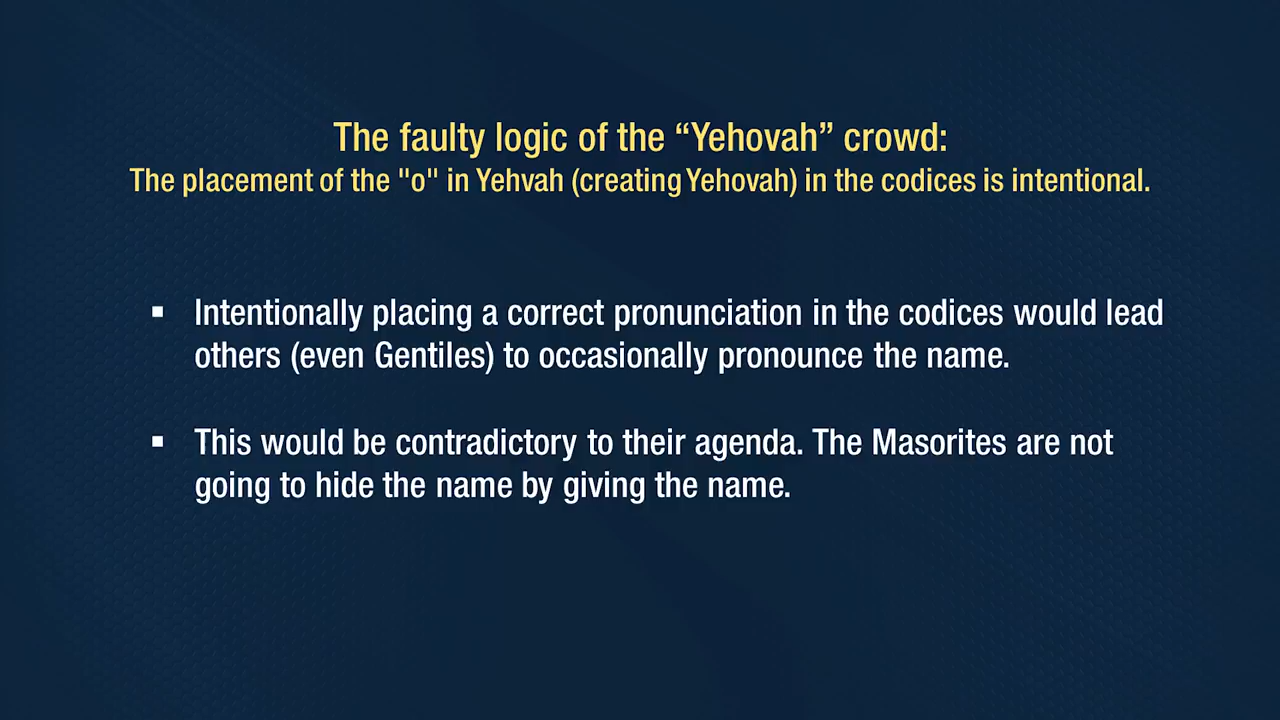 The faulty logic of the “Yehovah” crowd:
The placement of the "o" in Yehvah (creating Yehovah) in the codices is intentional.
▪ Intentionally placing a correct pronunciation in the codices would lead
others (even Gentiles) to occasionally pronounce the name.
▪ This would be contradictory to their agenda. The Masorites are not
going to hide the name by giving the name.